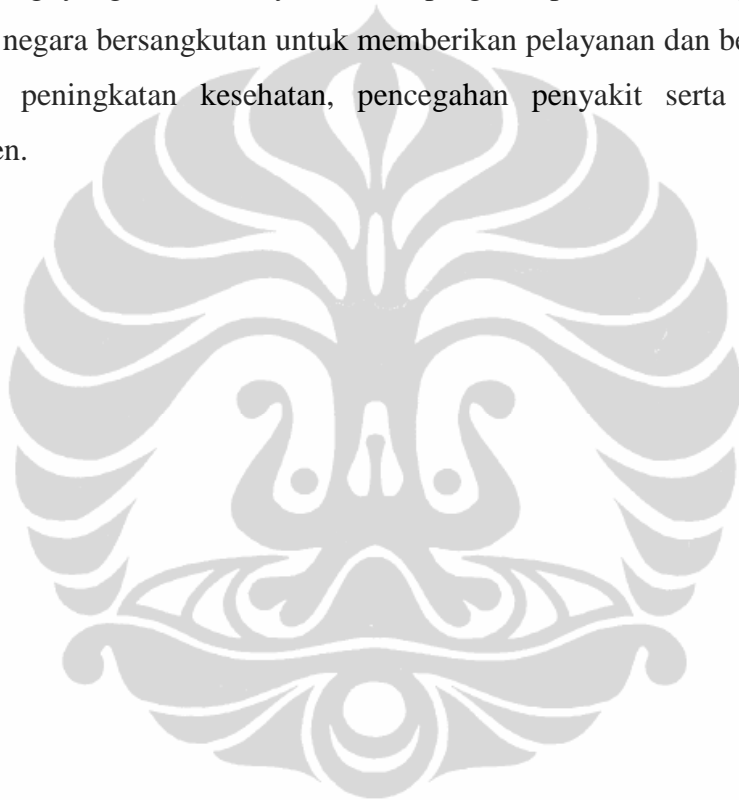 negara bersangkutan untuk memberikan pelayanan dan be
peningkatan kesehatan, pencegahan penyakit serta
en.